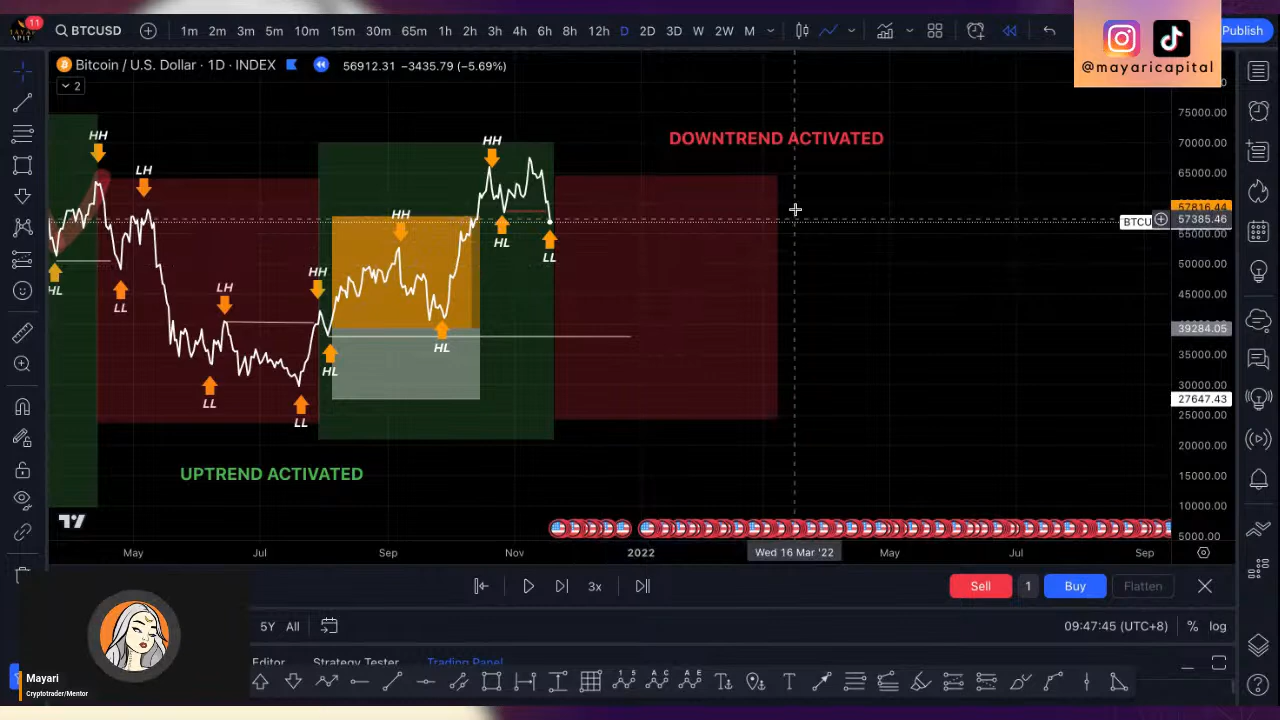 11
BTCUSD
1m 2m 3m 5m 10m 15m 30m 65m 1h 2h 3h 4h 6h 8h 12h D 2D 3D W 2W M
Publish
@mayaricapital
Bitcoin / U.S. Dollar · 1D · INDEX
56912.31 −3435.79 (−5.69%)
2
75000.00
70000.00
65000.00
57816.44
57385.46
BTCU
55000.00
50000.00
45000.00
39284.05
35000.00
30000.00
27647.43
25000.00
20000.00
15000.00
10000.00
5000.00
DOWNTREND ACTIVATED
HH
LH
HL
LL
LH
LL
LL
HH
HL
HH
HL
HH
HL
LL
UPTREND ACTIVATED
May Jul Sep Nov 2022 Wed 16 Mar '22 May Jul Sep
3x
Sell 1 Buy Flatten
5Y All
09:47:45 (UTC+8) % log
Editor Strategy Tester Trading Panel
Mayari
Cryptotrader/Mentor